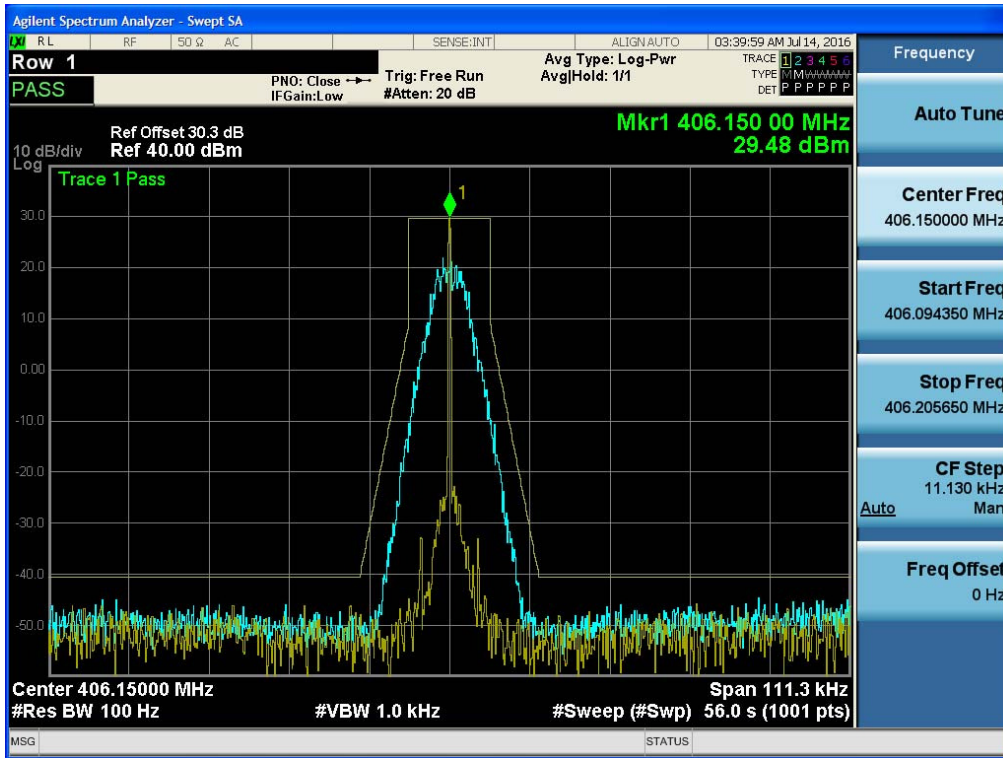 Agilent Spectrum Analyzer - Swept SA
LXI RL RF 50 Ω AC SENSE:INT ALIGN AUTO 03:39:59 AM Jul 14, 2016
Row 1
PASS
PNO: Close
IFGain:Low
Trig: Free Run
#Atten: 20 dB
Avg Type: Log-Pwr
Avg|Hold: 1/1
TRACE 1 2 3 4 5 6
TYPE M M W W W W
DET P P P P P P
Ref Offset 30.3 dB
Ref 40.00 dBm
10 dB/div
Log
Mkr1 406.150 00 MHz
29.48 dBm
Trace 1 Pass
1
30.0
20.0
10.0
0.00
-10.0
-20.0
-30.0
-40.0
-50.0
Center 406.15000 MHz
Span 111.3 kHz
#Res BW 100 Hz
#VBW 1.0 kHz
#Sweep (#Swp) 56.0 s (1001 pts)
MSG
STATUS
Frequency
Auto Tune
Center Freq
406.150000 MHz
Start Freq
406.094350 MHz
Stop Freq
406.205650 MHz
CF Step
11.130 kHz
Auto Man
Freq Offset
0 Hz